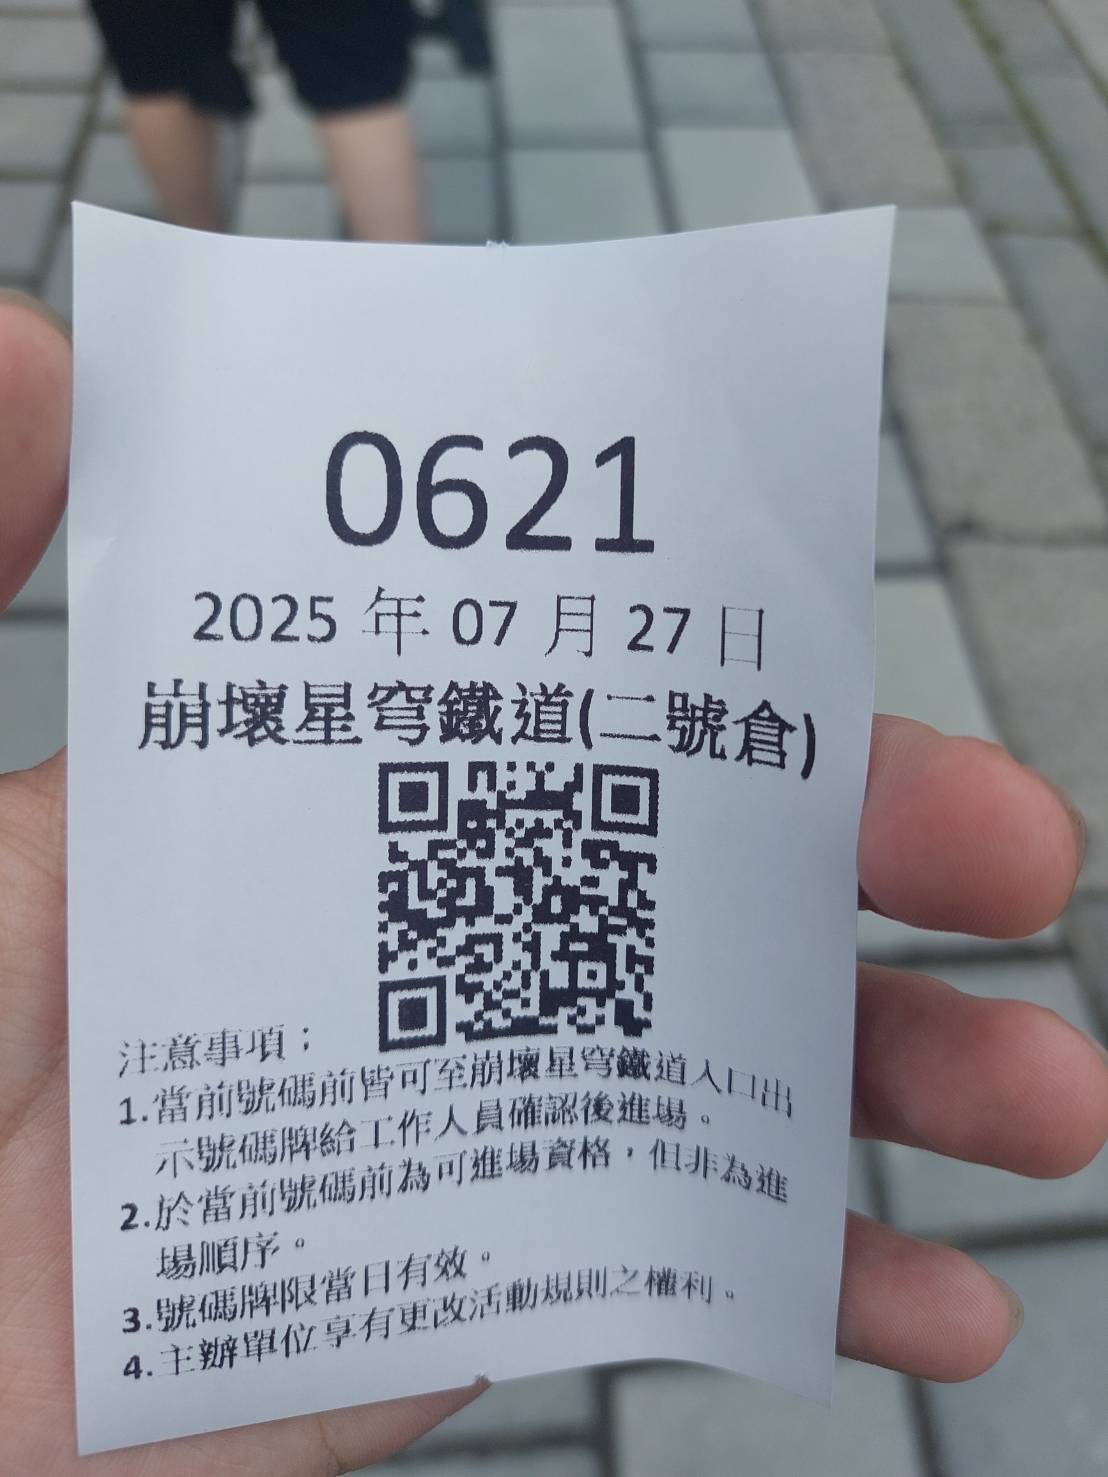 0621
2025 年 07 月 27 日
崩壞星穹鐵道(二號倉)
注意事項：
1.當前號碼前皆可至崩壞星穹鐵道入口出
示號碼牌給工作人員確認後進場。
2.於當前號碼前為可進場資格，但非為進
場順序。
3.號碼牌限當日有效。
4.主辦單位享有更改活動規則之權利。